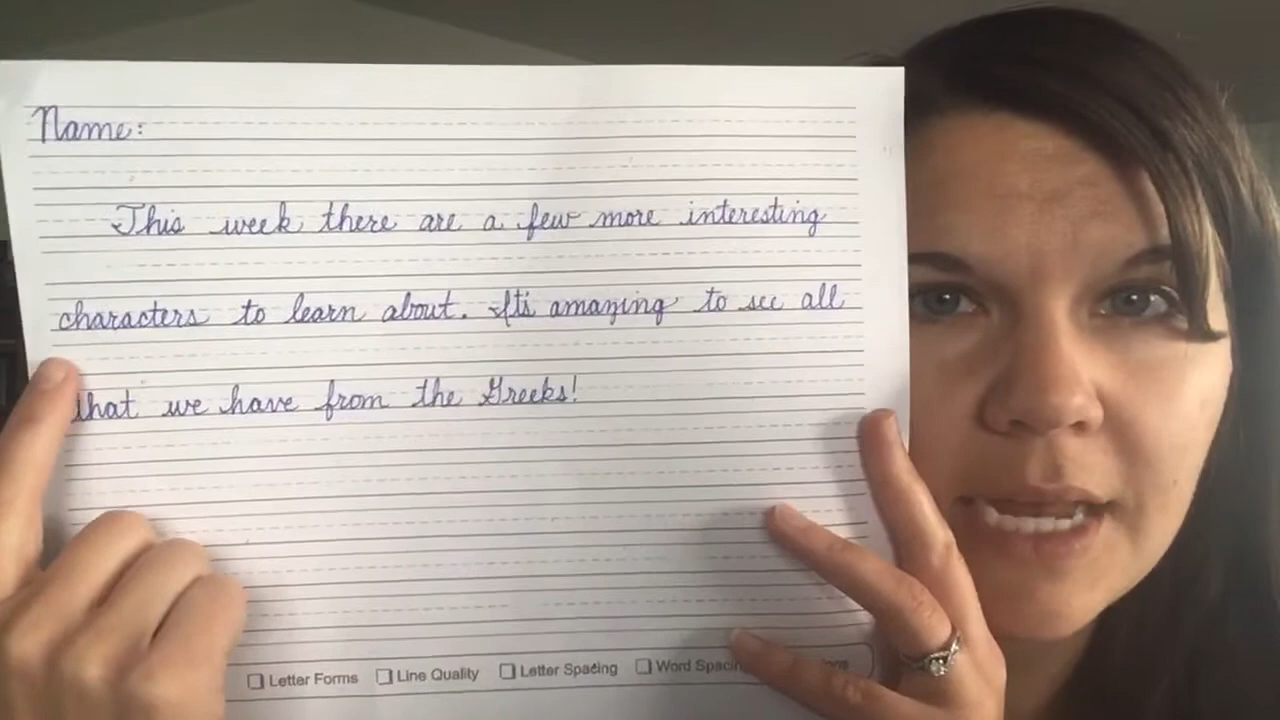 Name:
This week there are a few more interesting
characters to learn about. It's amazing to see all
that we have from the Greeks!
☐ Letter Forms ☐ Line Quality ☐ Letter Spacing ☐ Word